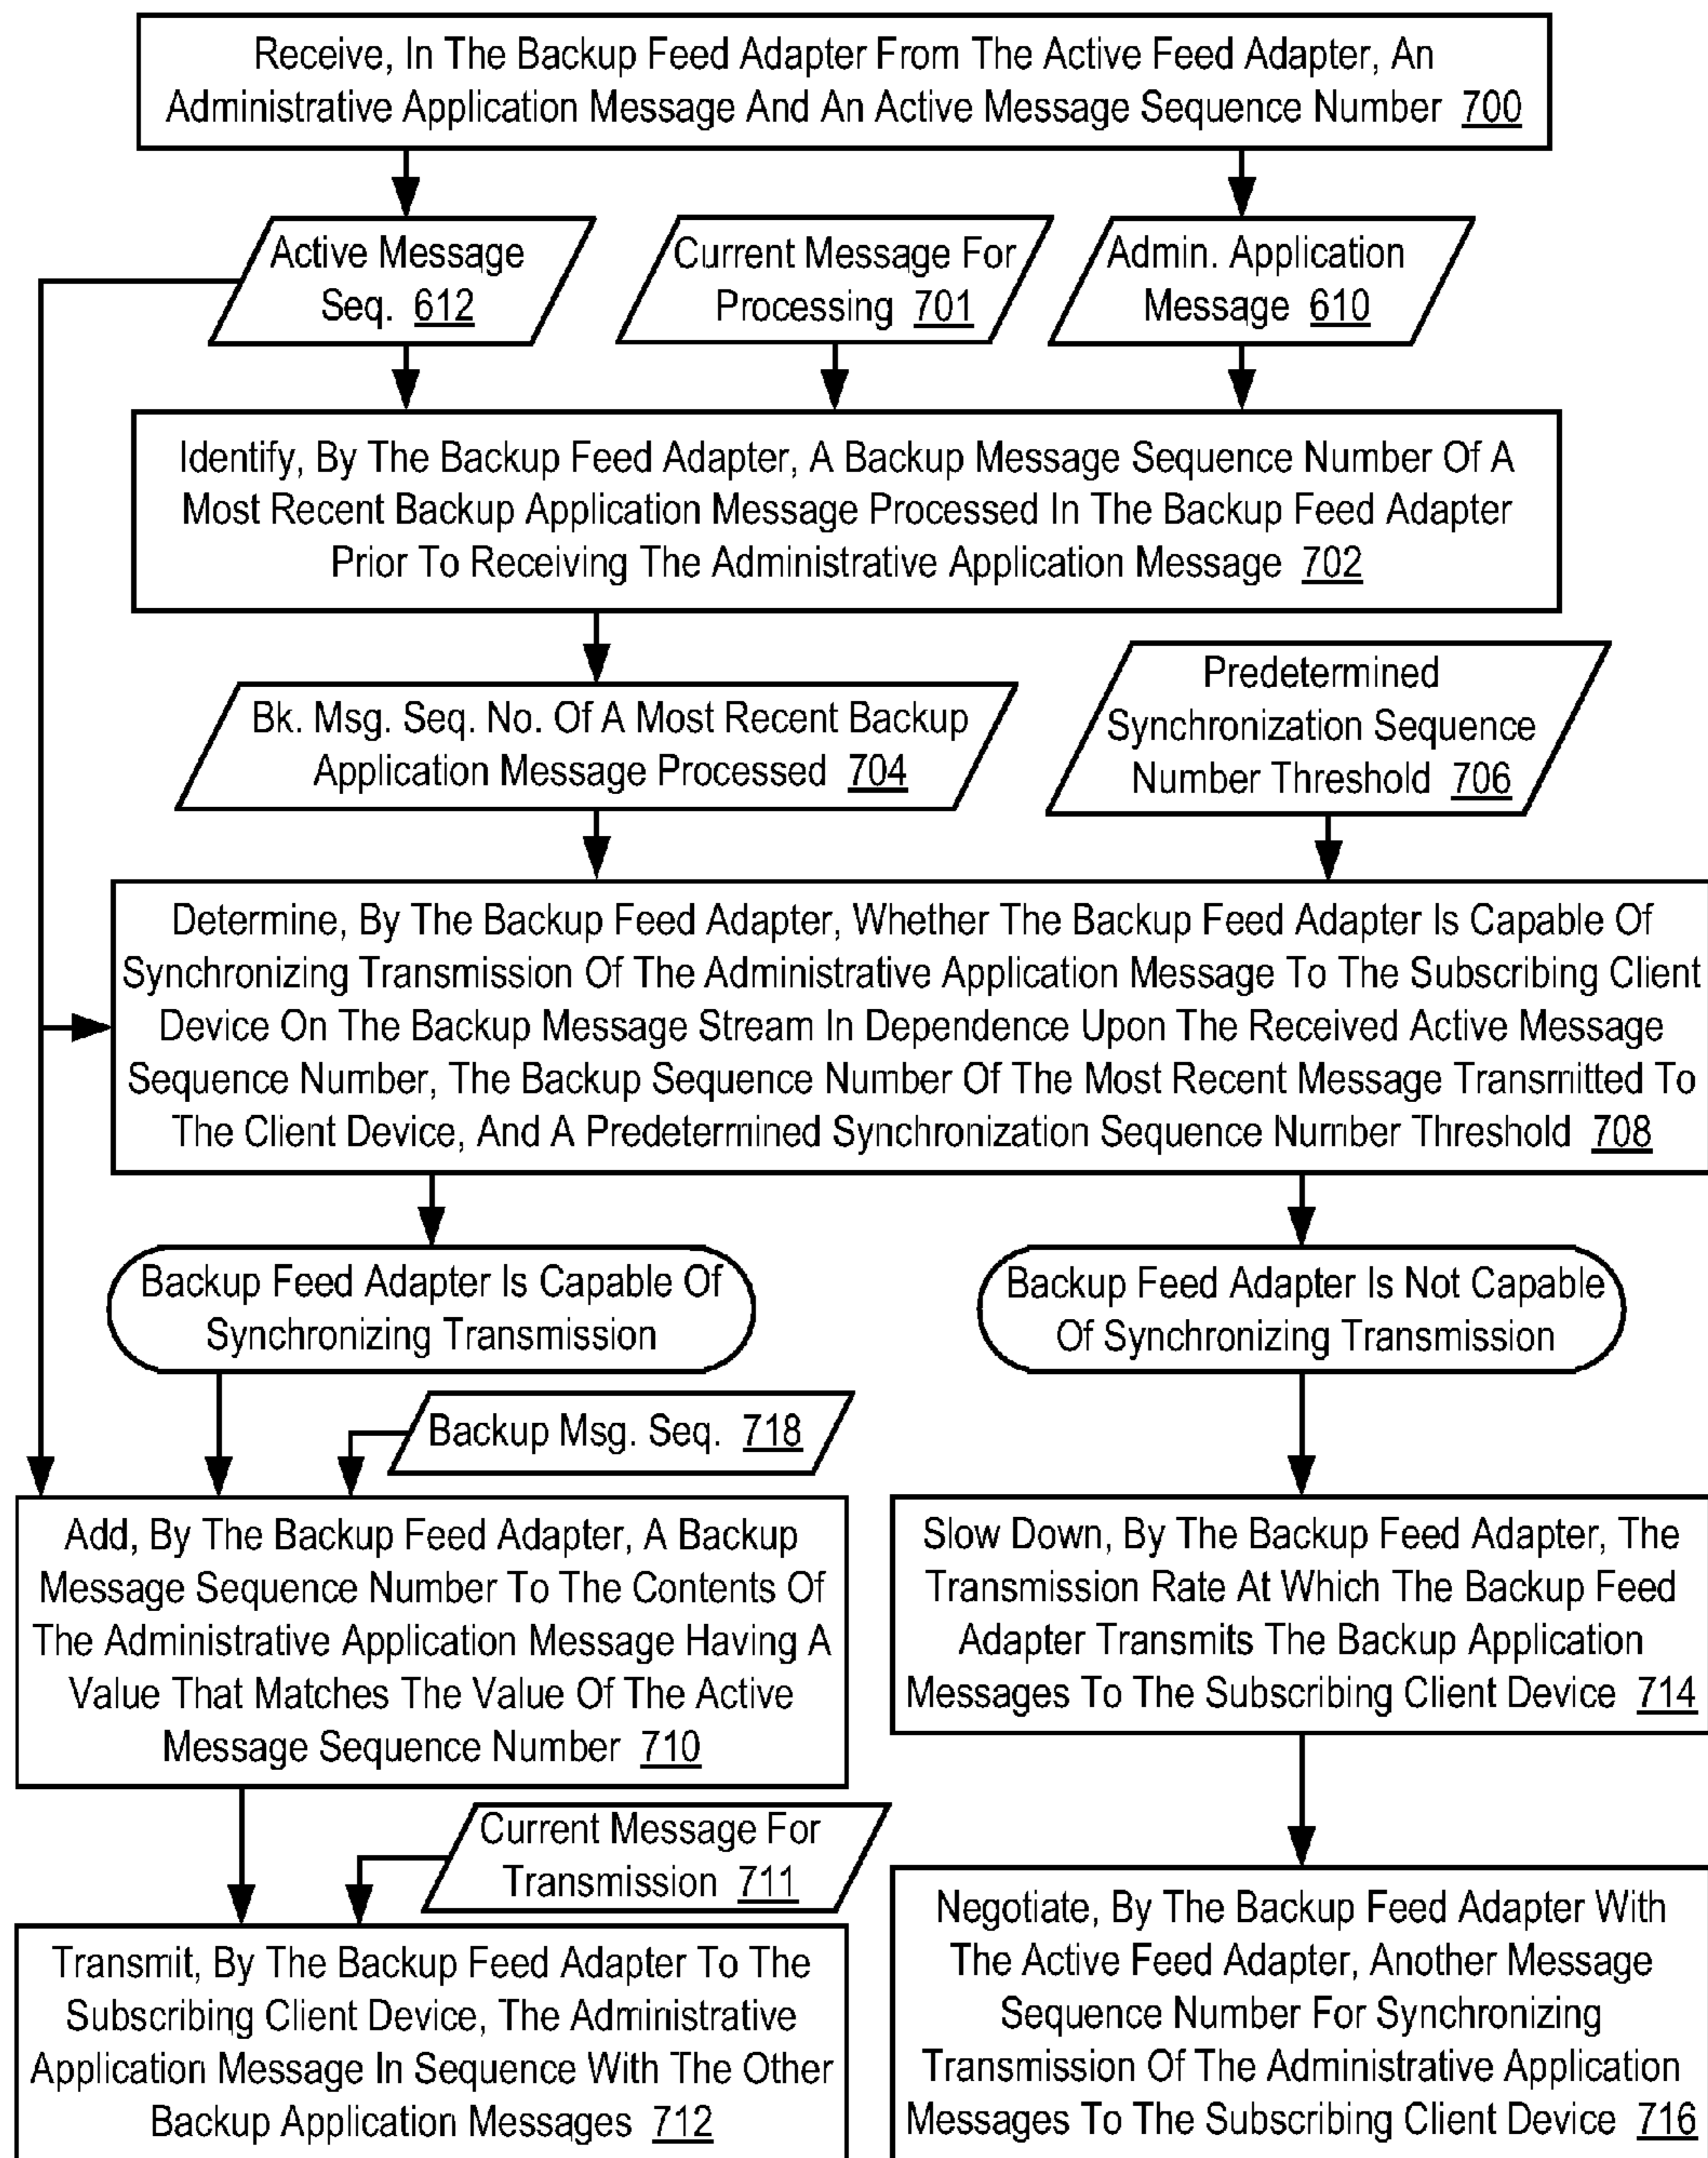 Receive, In The Backup Feed Adapter From The Active Feed Adapter, An
Administrative Application Message And An Active Message Sequence Number 700
Active Message
Seq. 612
Current Message For
Processing 701
Admin. Application
Message 610
Identify, By The Backup Feed Adapter, A Backup Message Sequence Number Of A
Most Recent Backup Application Message Processed In The Backup Feed Adapter
Prior To Receiving The Administrative Application Message 702
Bk. Msg. Seq. No. Of A Most Recent Backup
Application Message Processed 704
Predetermined
Synchronization Sequence
Number Threshold 706
Determine, By The Backup Feed Adapter, Whether The Backup Feed Adapter Is Capable Of
Synchronizing Transmission Of The Administrative Application Message To The Subscribing Client
Device On The Backup Message Stream In Dependence Upon The Received Active Message
Sequence Number, The Backup Sequence Number Of The Most Recent Message Transmitted To
The Client Device, And A Predetermined Synchronization Sequence Number Threshold 708
Backup Feed Adapter Is Capable Of
Synchronizing Transmission
Backup Feed Adapter Is Not Capable
Of Synchronizing Transmission
Backup Msg. Seq. 718
Add, By The Backup Feed Adapter, A Backup
Message Sequence Number To The Contents Of
The Administrative Application Message Having A
Value That Matches The Value Of The Active
Message Sequence Number 710
Slow Down, By The Backup Feed Adapter, The
Transmission Rate At Which The Backup Feed
Adapter Transmits The Backup Application
Messages To The Subscribing Client Device 714
Current Message For
Transmission 711
Transmit, By The Backup Feed Adapter To The
Subscribing Client Device, The Administrative
Application Message In Sequence With The Other
Backup Application Messages 712
Negotiate, By The Backup Feed Adapter With
The Active Feed Adapter, Another Message
Sequence Number For Synchronizing
Transmission Of The Administrative Application
Messages To The Subscribing Client Device 716